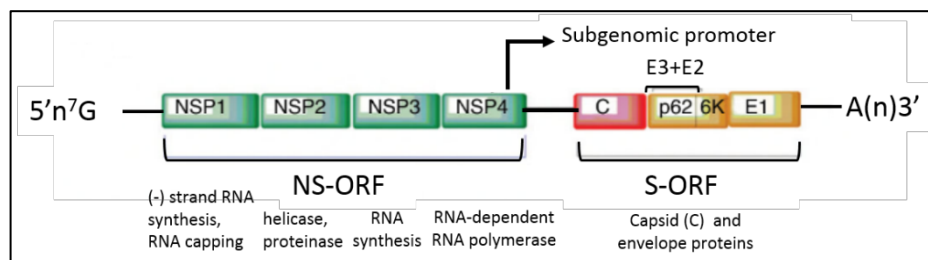 Subgenomic promoter
E3+E2
5’n⁷G NSP1 NSP2 NSP3 NSP4 C p62 6K E1 A(n)3’
NS-ORF S-ORF
(-) strand RNA
synthesis,
RNA capping
helicase,
proteinase
RNA
synthesis
RNA-dependent
RNA polymerase
Capsid (C) and
envelope proteins